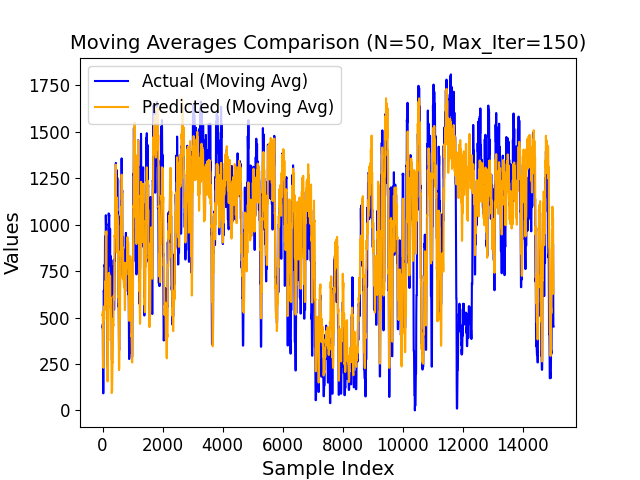 Moving Averages Comparison (N=50, Max_Iter=150)
Actual (Moving Avg)
Predicted (Moving Avg)
Values
1750
1500
1250
1000
750
500
250
0
0 2000 4000 6000 8000 10000 12000 14000
Sample Index